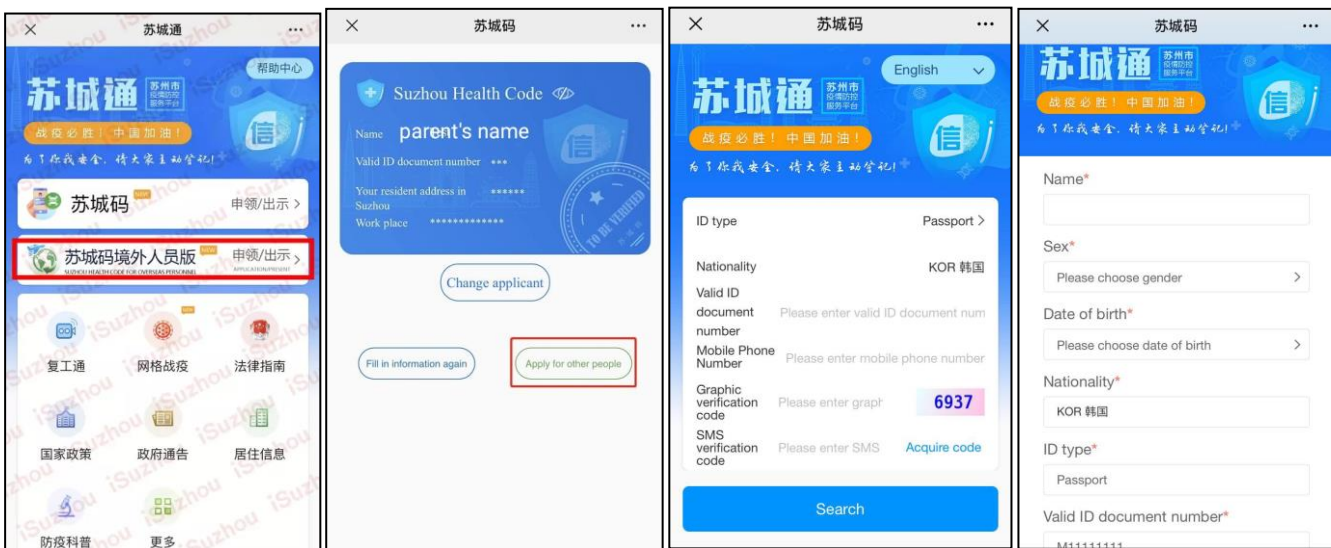 苏城通
帮助中心
苏城通
苏州市
疫情防控
服务平台
战疫必胜！中国加油！
为了你我安全，请大家主动登记！
信
苏城码
NEW
申领/出示 >
苏城码境外人员版
NEW
SUZHOU HEALTH CODE FOR OVERSEAS PERSONNEL
申领/出示 >
APPLICATION/PRESENT
NEW
复工通
网格战疫
法律指南
国家政策
政府通告
居住信息
防疫科普
更多
iSuzhou
苏城码
Suzhou Health Code
Name parent's name
Valid ID document number ***
Your resident address in ******
Suzhou
Work place *************
信
TO BE VERIFIED
Change applicant
Fill in information again
Apply for other people
苏城码
English
苏城通
苏州市
疫情防控
服务平台
战疫必胜！中国加油！
为了你我安全，请大家主动登记！
信
ID type Passport >
Nationality KOR 韩国
Valid ID
document Please enter valid ID document num
number
Mobile Phone Please enter mobile phone number
Number
Graphic
verification Please enter graph 6937
code
SMS
verification Please enter SMS Acquire code
code
Search
苏城码
苏城通
苏州市
疫情防控
服务平台
战疫必胜！中国加油！
为了你我安全，请大家主动登记！
信
Name*
Sex*
Please choose gender
Date of birth*
Please choose date of birth
Nationality*
KOR 韩国
ID type*
Passport
Valid ID document number*
M11111111